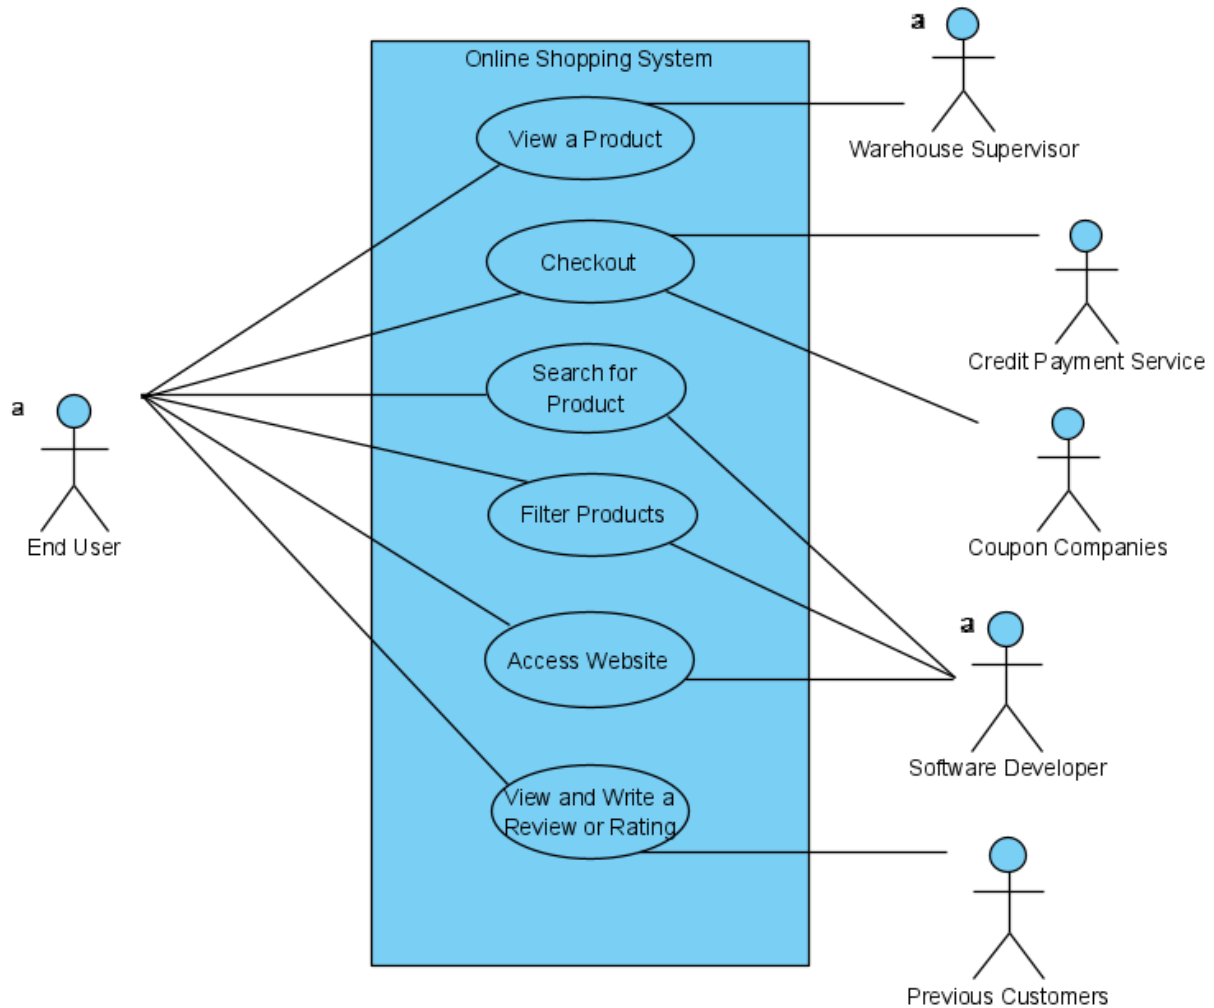 a
Online Shopping System
View a Product
Warehouse Supervisor
Checkout
Credit Payment Service
Search for
Product
a
End User
Filter Products
Coupon Companies
a
Access Website
Software Developer
View and Write a
Review or Rating
Previous Customers